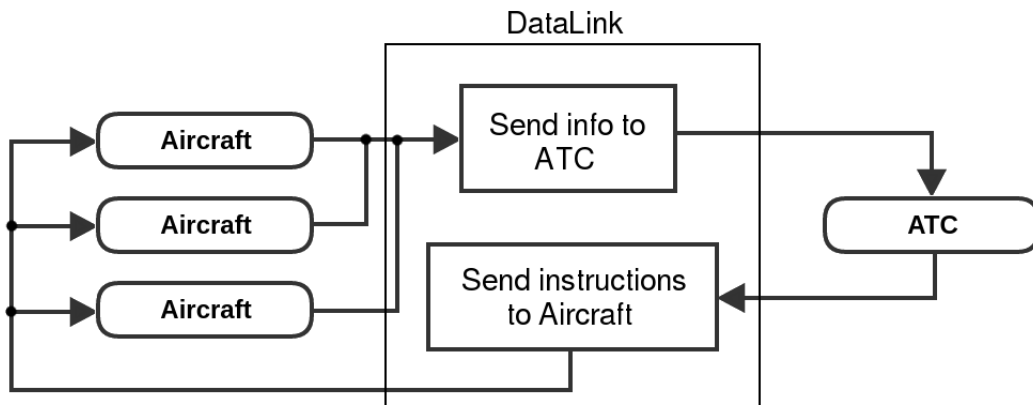 DataLink
Aircraft
Send info to
ATC
Aircraft
ATC
Aircraft
Send instructions
to Aircraft